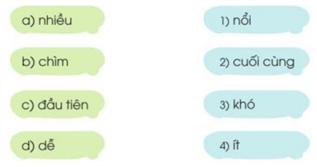 a) nhiều
1) nổi
b) chìm
2) cuối cùng
c) đầu tiên
3) khó
d) dễ
4) ít